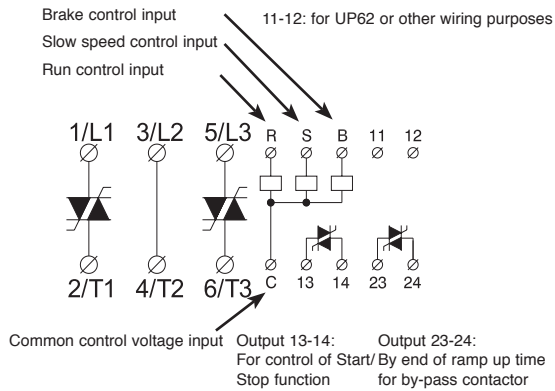 Brake control input
11-12: for UP62 or other wiring purposes
Slow speed control input
Run control input
1/L1 3/L2 5/L3 R S B 11 12
2/T1 4/T2 6/T3 C 13 14 23 24
Common control voltage input
Output 13-14:
For control of Start/
Stop function
Output 23-24:
By end of ramp up time
for by-pass contactor